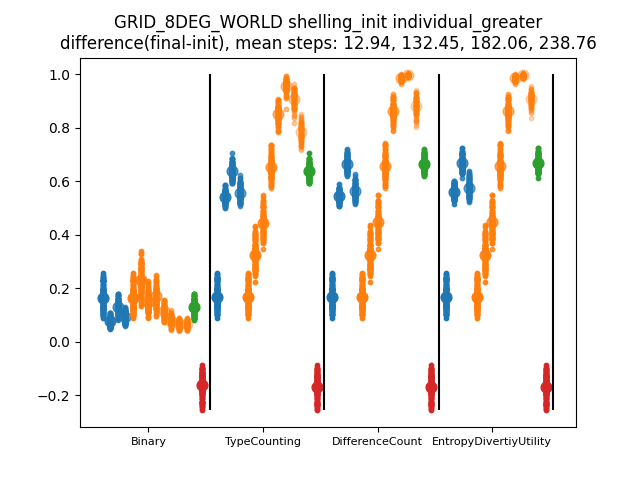 GRID_8DEG_WORLD shelling_init individual_greater
difference(final-init), mean steps: 12.94, 132.45, 182.06, 238.76
1.0
0.8
0.6
0.4
0.2
0.0
−0.2
Binary
TypeCounting
DifferenceCount
EntropyDivertiyUtility